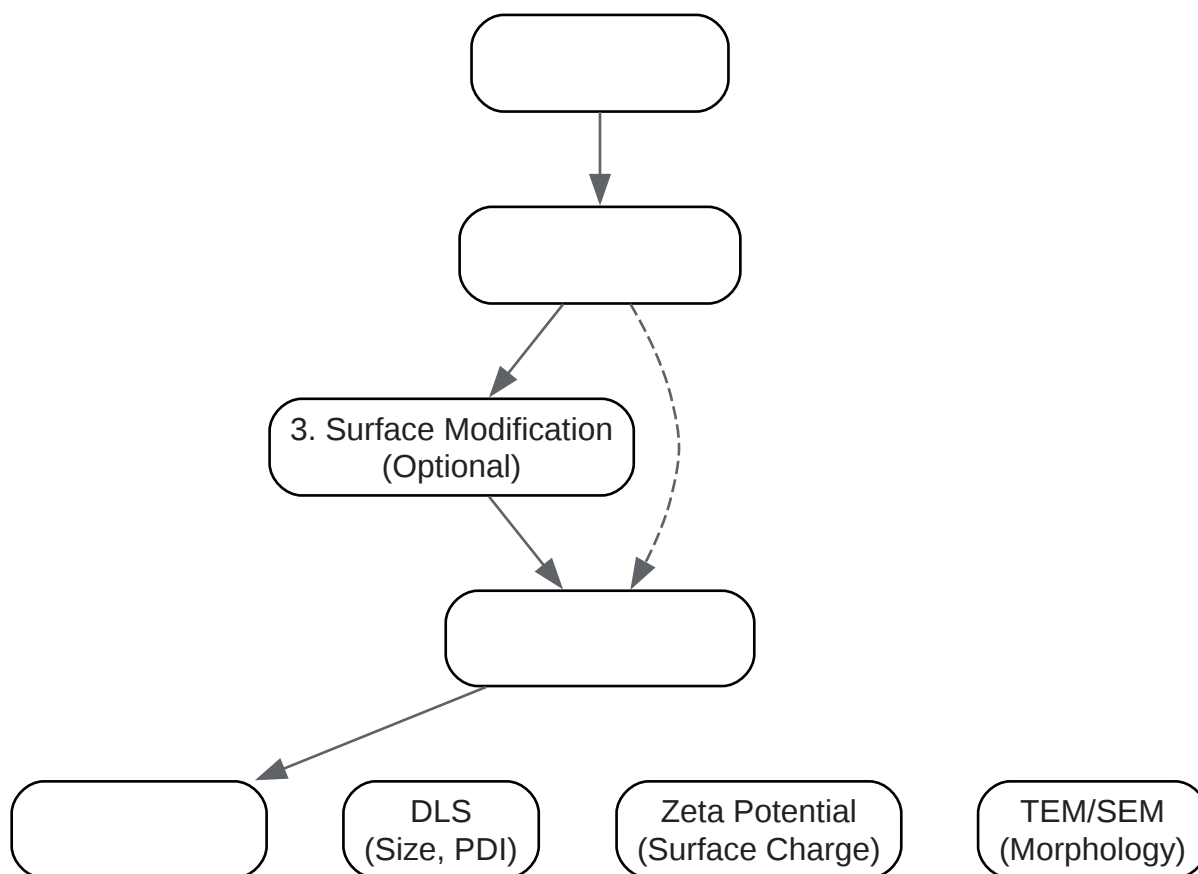 3. Surface Modification
(Optional)
DLS
(Size, PDI)
Zeta Potential
(Surface Charge)
TEM/SEM
(Morphology)